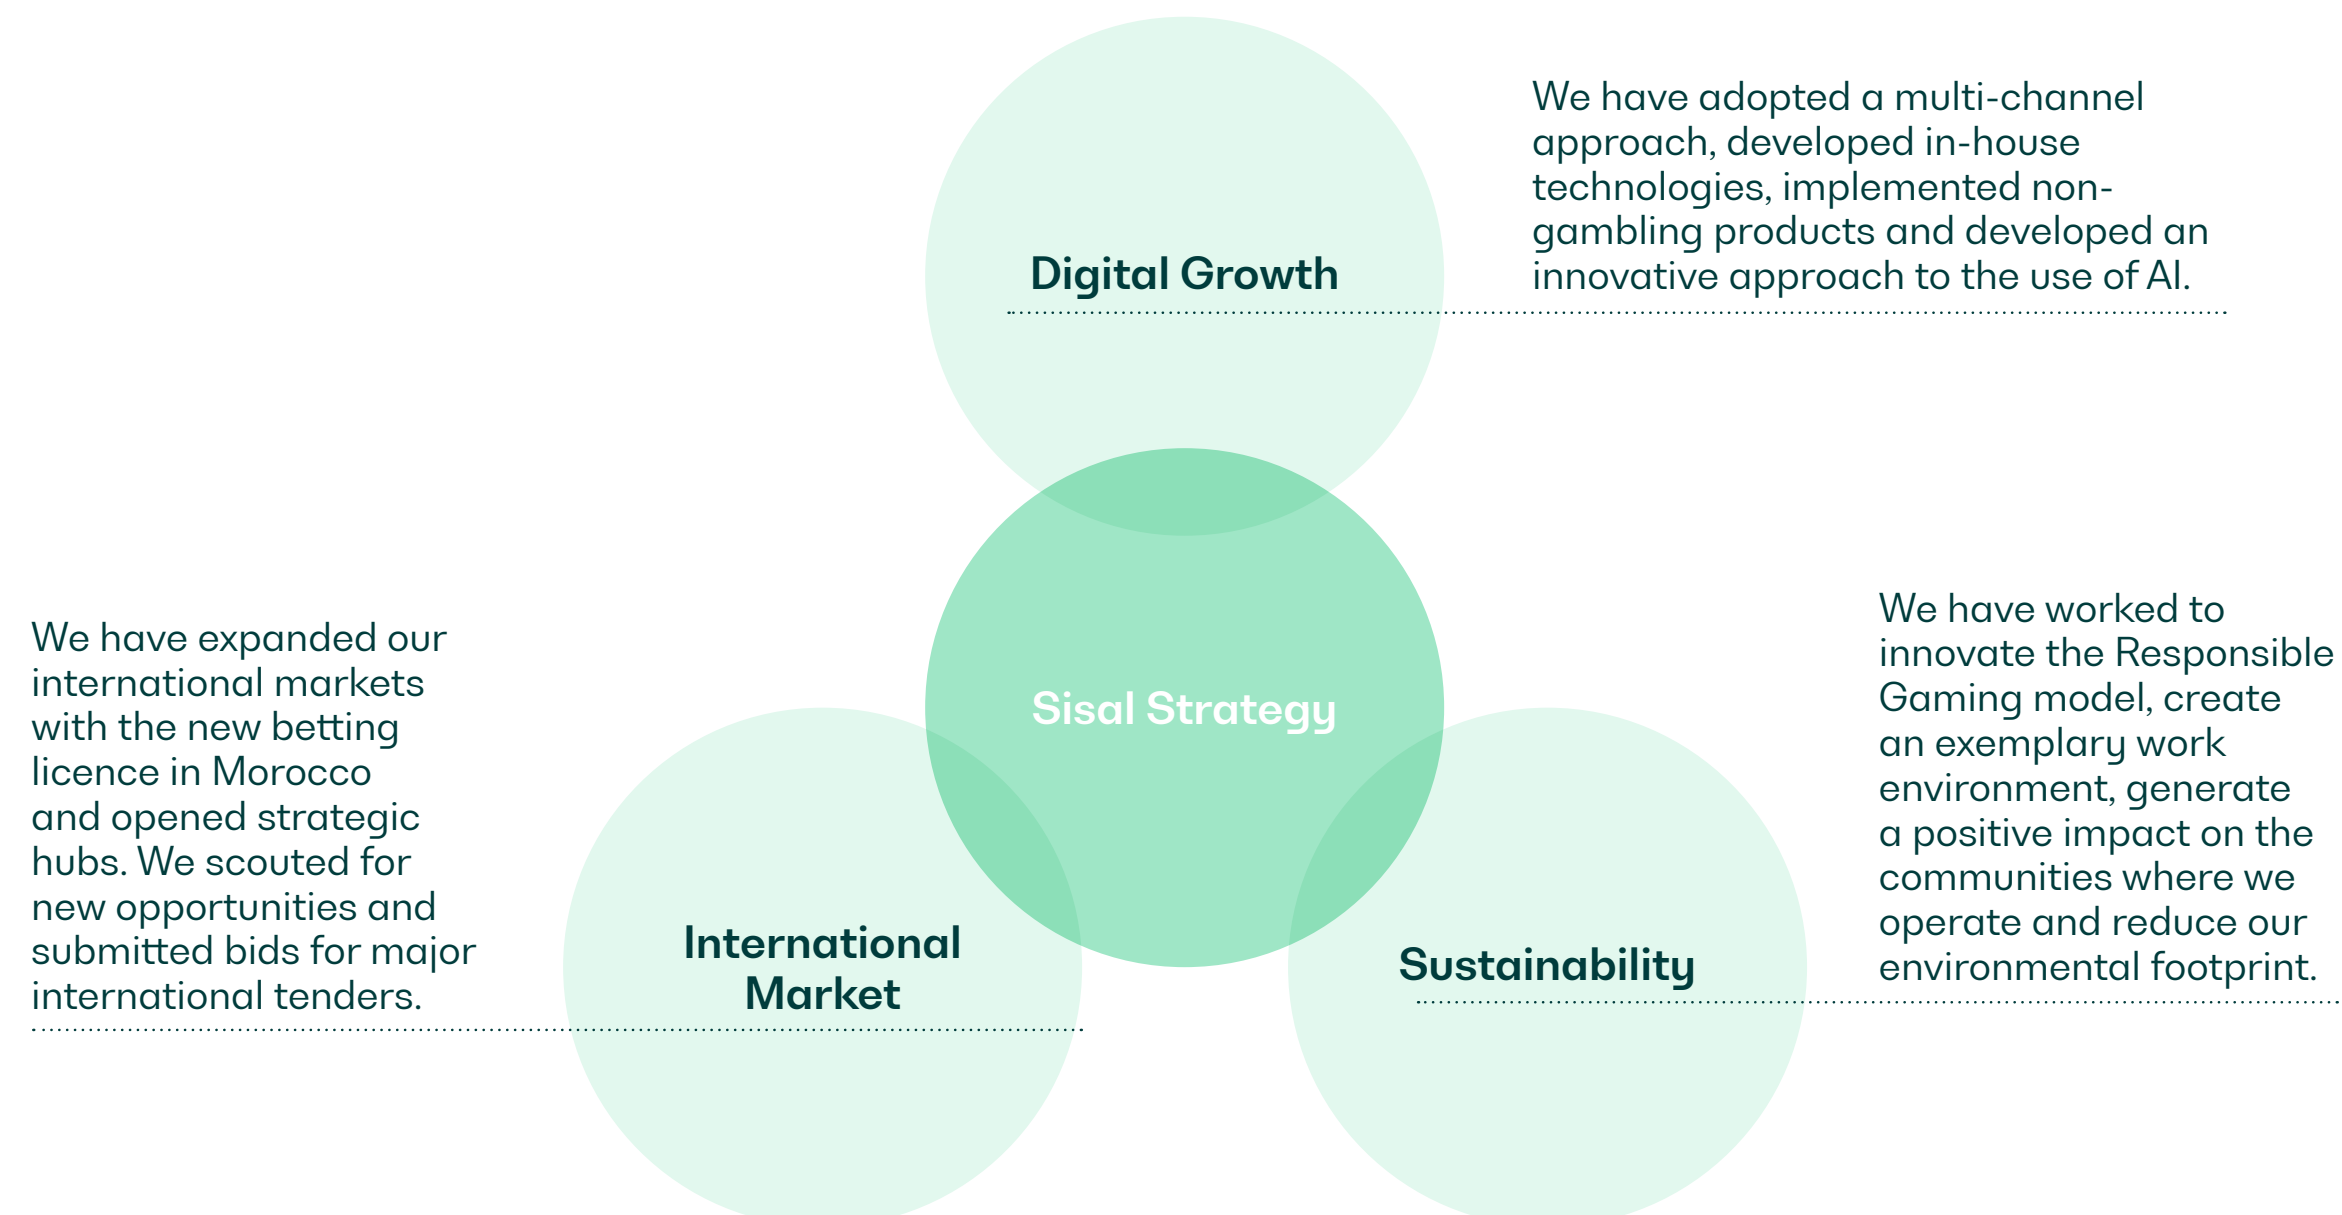 Digital Growth
We have adopted a multi-channel
approach, developed in-house
technologies, implemented non-
gambling products and developed an
innovative approach to the use of AI.
Sisal Strategy
We have expanded our
international markets
with the new betting
licence in Morocco
and opened strategic
hubs. We scouted for
new opportunities and
submitted bids for major
international tenders.
International
Market
Sustainability
We have worked to
innovate the Responsible
Gaming model, create
an exemplary work
environment, generate
a positive impact on the
communities where we
operate and reduce our
environmental footprint.